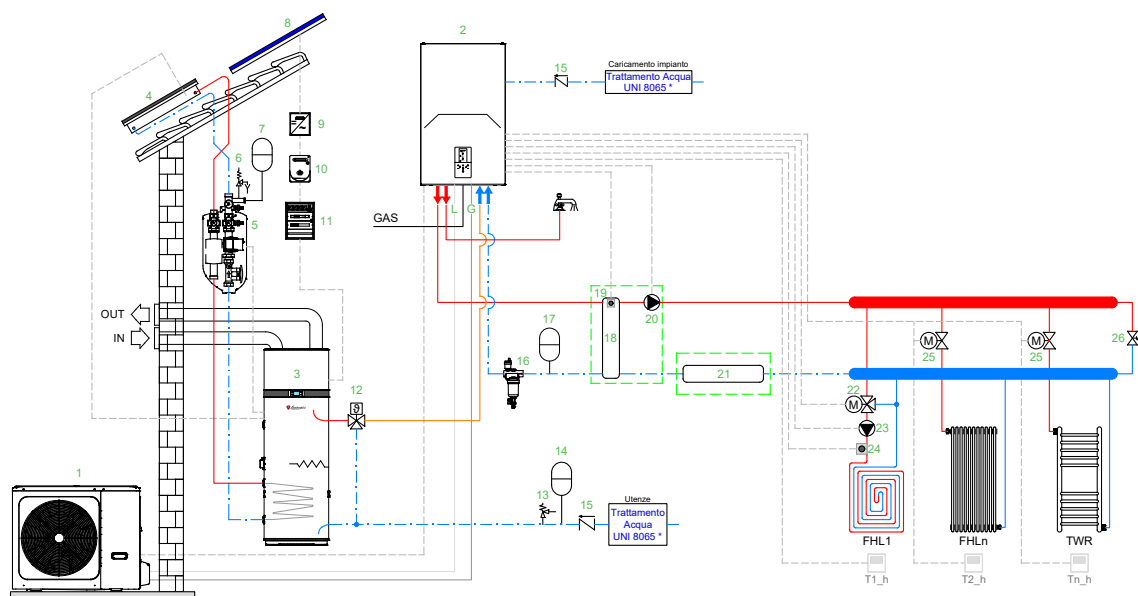 8
2
Caricamento impianto
15
Trattamento Acqua
UNI 8065 *
4
9
7
6
10
L
G
GAS
5
11
OUT
IN
19
20
17
18
26
M
25
M
25
16
21
3
12
22
M
23
14
24
1
13
15
Utenze
Trattamento
Acqua
UNI 8065 *
FHL1
FHLn
TWR
T1_h
T2_h
Tn_h